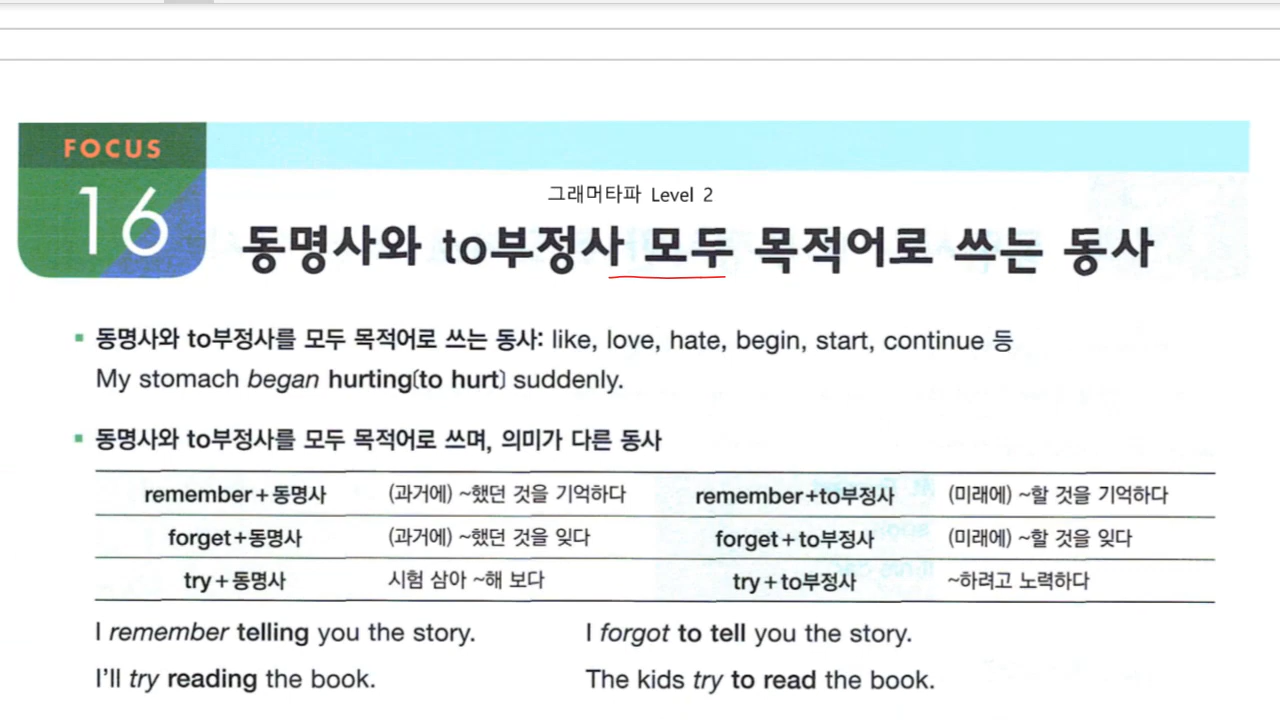 FOCUS
16
그래머타파 Level 2
동명사와 to부정사 모두 목적어로 쓰는 동사
동명사와 to부정사를 모두 목적어로 쓰는 동사: like, love, hate, begin, start, continue 등
My stomach began hurting(to hurt) suddenly.
동명사와 to부정사를 모두 목적어로 쓰며, 의미가 다른 동사
remember+동명사 (과거에) ~했던 것을 기억하다 remember+to부정사 (미래에) ~할 것을 기억하다
forget+동명사 (과거에) ~했던 것을 잊다 forget+to부정사 (미래에) ~할 것을 잊다
try+동명사 시험 삼아 ~해 보다 try+to부정사 ~하려고 노력하다
I remember telling you the story. I forgot to tell you the story.
I'll try reading the book. The kids try to read the book.